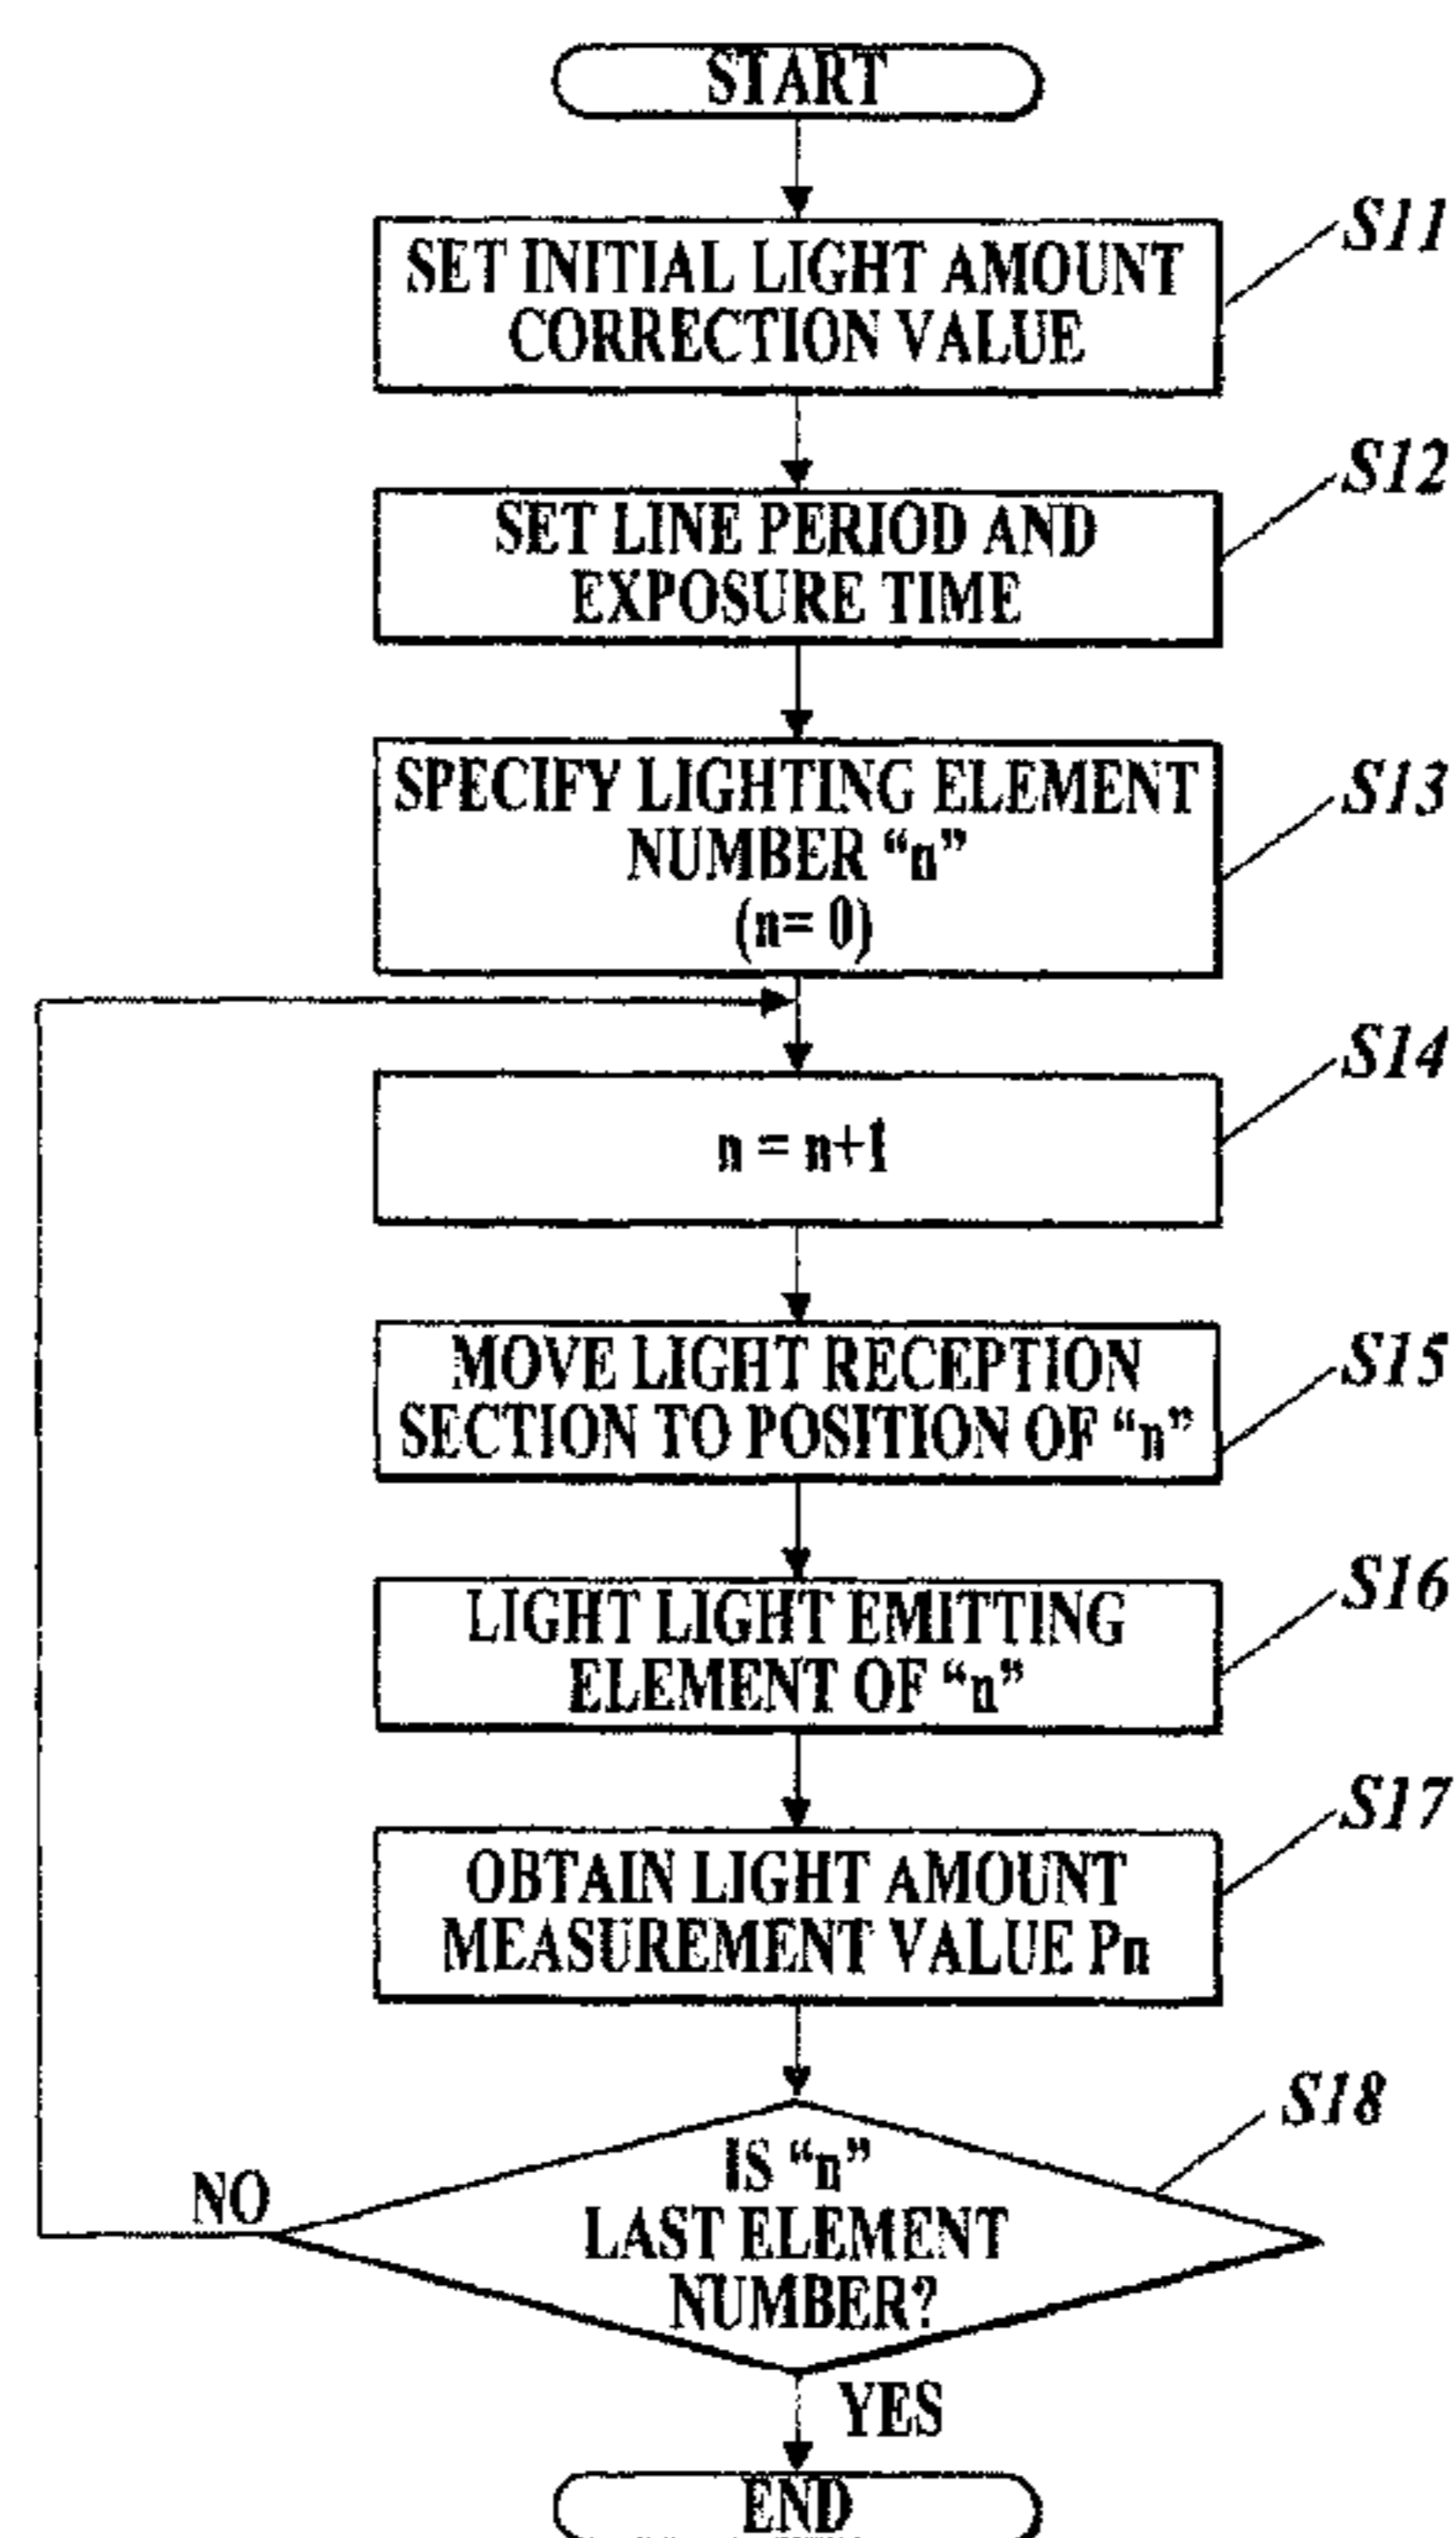 START
S11
SET INITIAL LIGHT AMOUNT
CORRECTION VALUE
S12
SET LINE PERIOD AND
EXPOSURE TIME
S13
SPECIFY LIGHTING ELEMENT
NUMBER “n”
(n= 0)
S14
n = n+1
S15
MOVE LIGHT RECEPTION
SECTION TO POSITION OF “n”
S16
LIGHT LIGHT EMITTING
ELEMENT OF “n”
S17
OBTAIN LIGHT AMOUNT
MEASUREMENT VALUE Pn
S18
IS “n”
LAST ELEMENT
NUMBER?
NO
YES
END